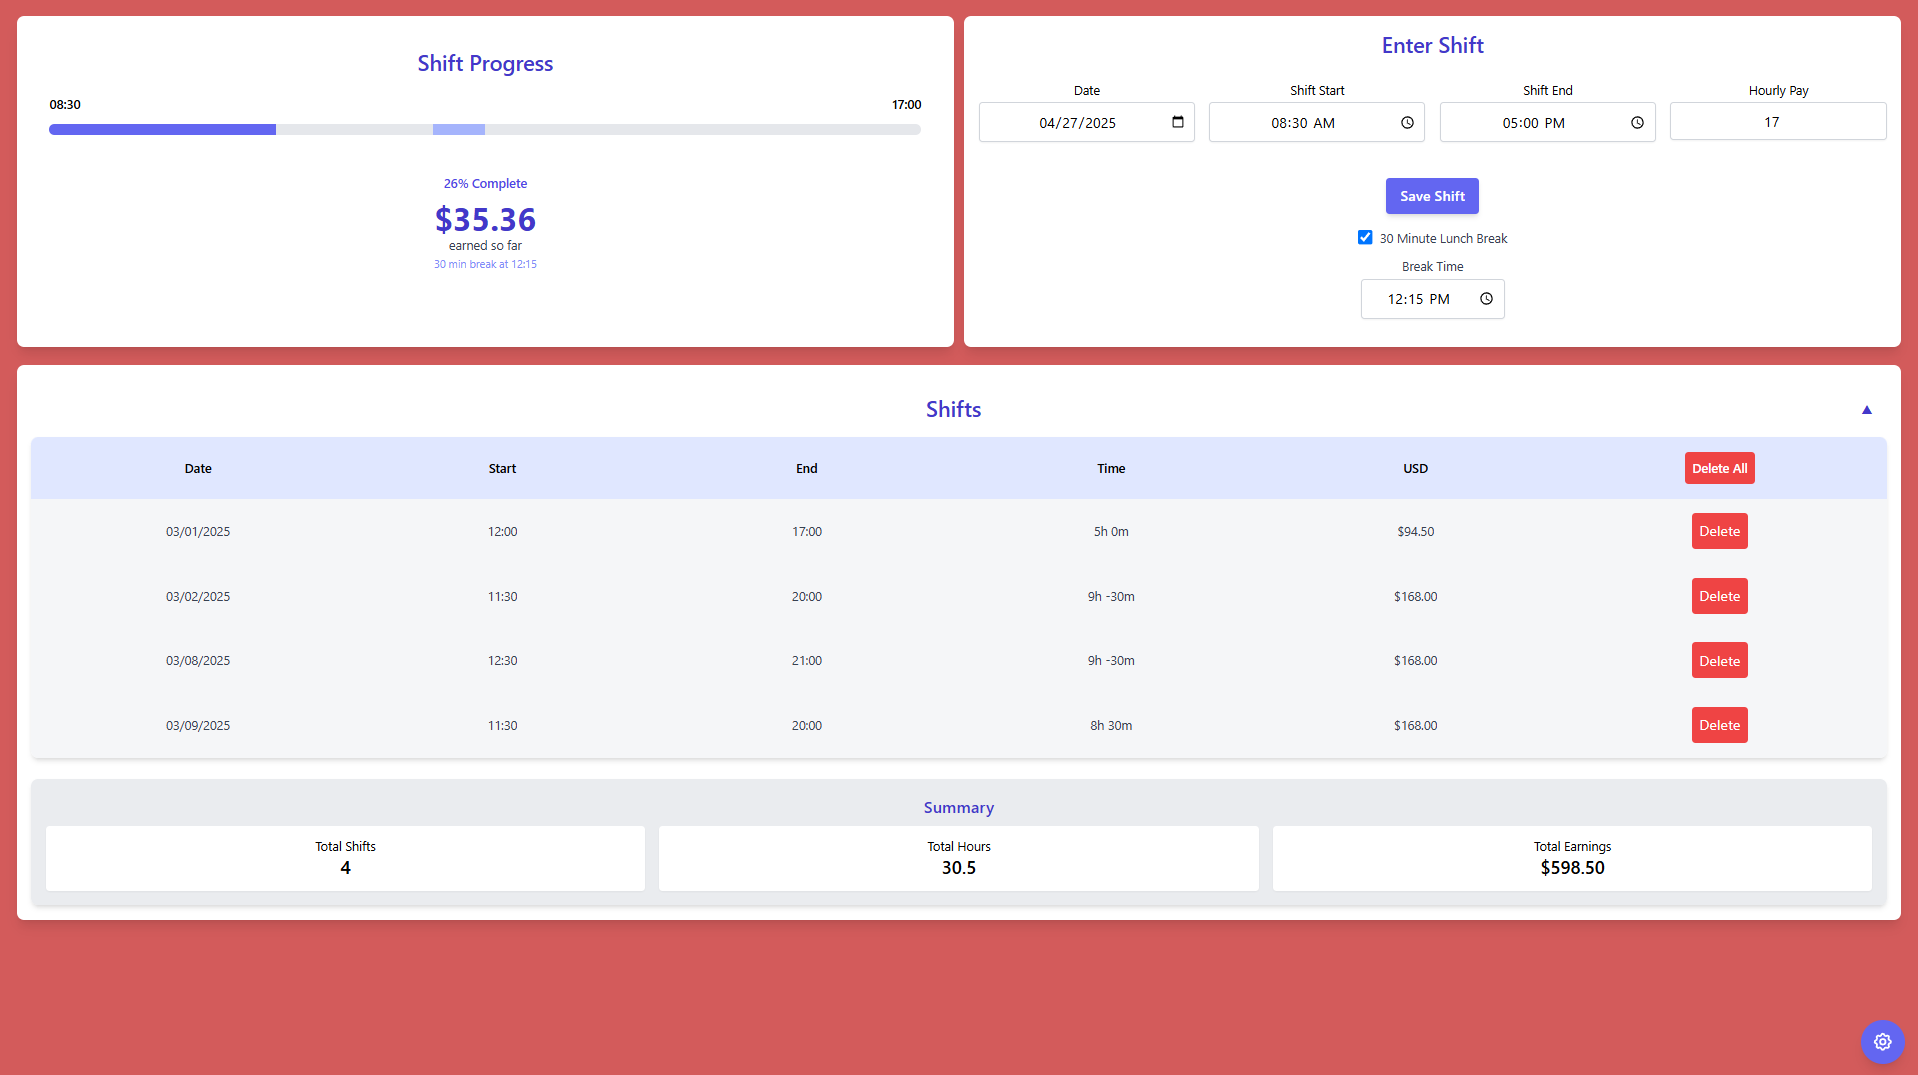 Shift Progress
08:30 17:00
26% Complete
$35.36
earned so far
30 min break at 12:15
Enter Shift
Date Shift Start Shift End Hourly Pay
04/27/2025 08:30 AM 05:00 PM 17
Save Shift
30 Minute Lunch Break
Break Time
12:15 PM
Shifts ▲
Date Start End Time USD Delete All
03/01/2025 12:00 17:00 5h 0m $94.50 Delete
03/02/2025 11:30 20:00 9h -30m $168.00 Delete
03/08/2025 12:30 21:00 9h -30m $168.00 Delete
03/09/2025 11:30 20:00 8h 30m $168.00 Delete
Summary
Total Shifts Total Hours Total Earnings
4 30.5 $598.50